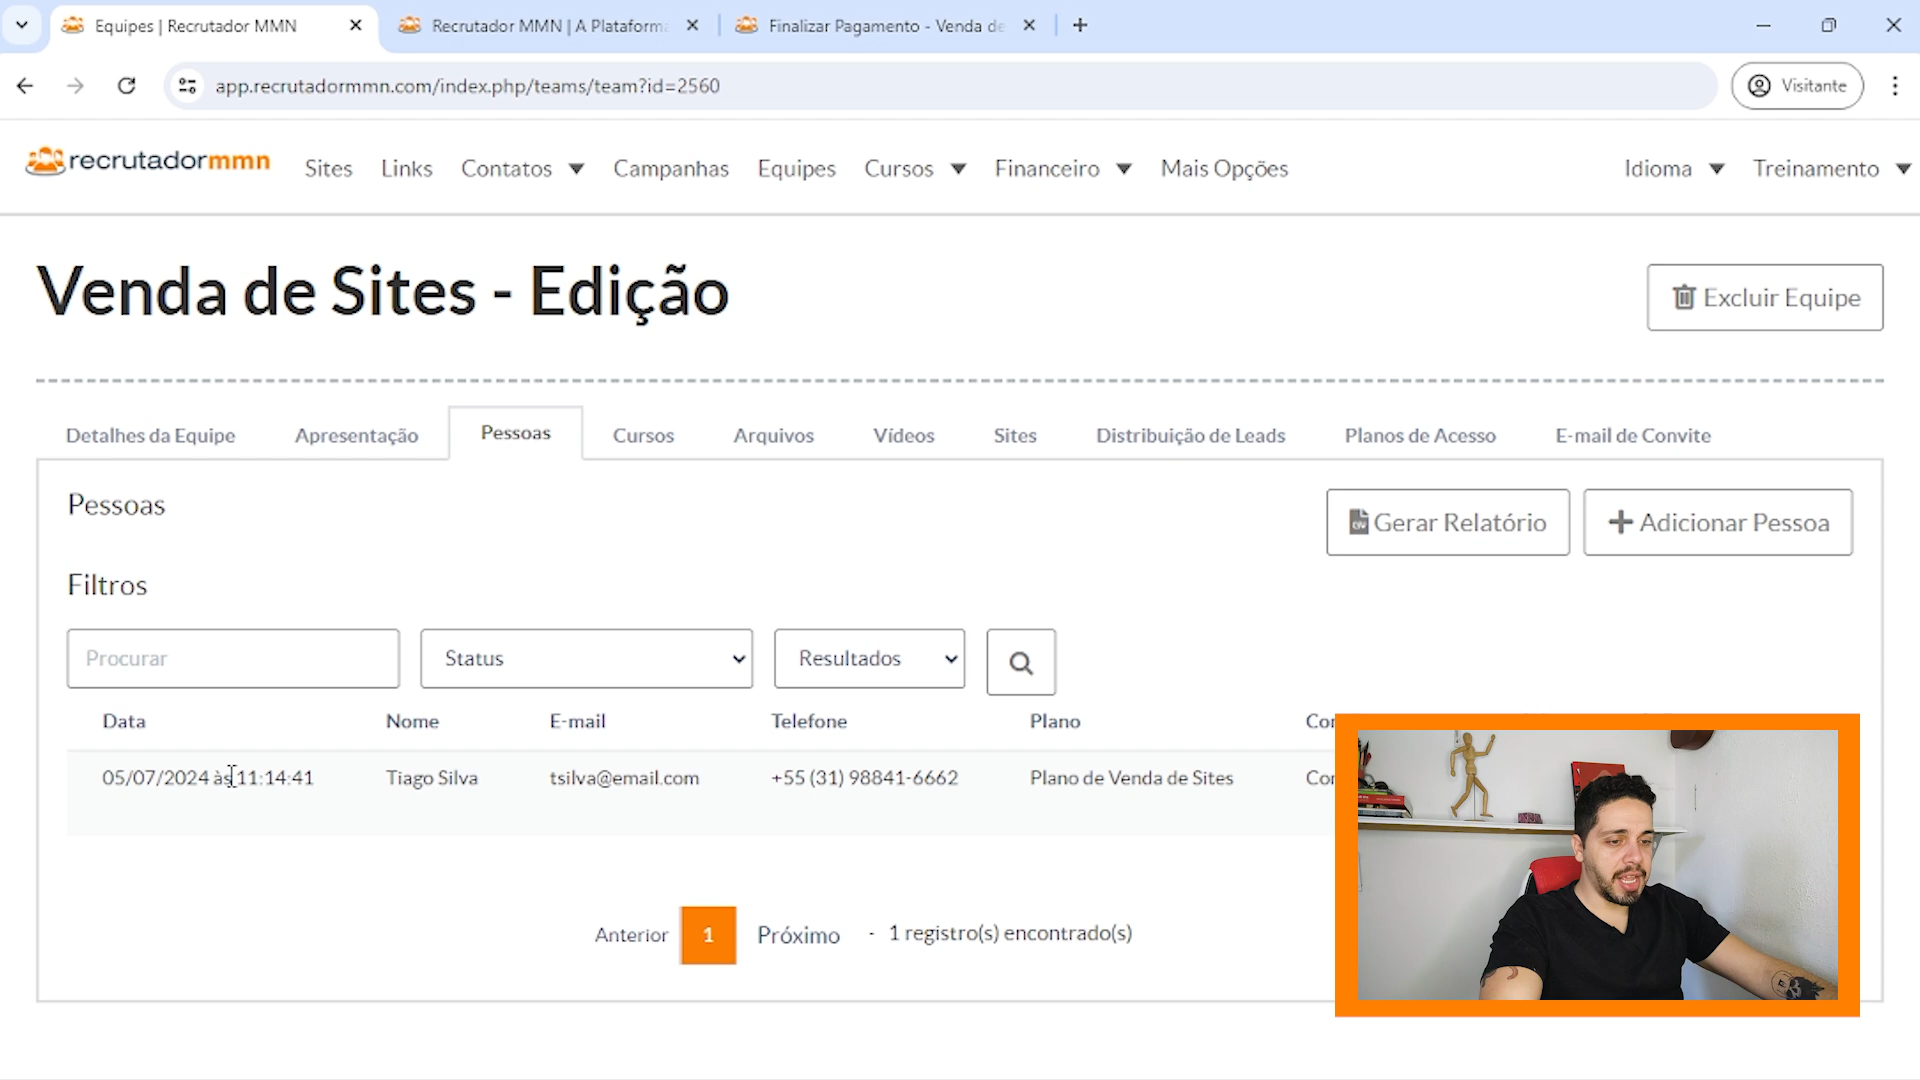 Equipes | Recrutador MMN
Recrutador MMN | A Plataforma
Finalizar Pagamento - Venda de
app.recrutadormmn.com/index.php/teams/team?id=2560
Visitante
recrutadormmn
Sites
Links
Contatos
Campanhas
Equipes
Cursos
Financeiro
Mais Opções
Idioma
Treinamento
Venda de Sites - Edição
Excluir Equipe
Detalhes da Equipe
Apresentação
Pessoas
Cursos
Arquivos
Vídeos
Sites
Distribuição de Leads
Planos de Acesso
E-mail de Convite
Pessoas
Gerar Relatório
Adicionar Pessoa
Filtros
Procurar
Status
Resultados
Data
Nome
E-mail
Telefone
Plano
05/07/2024 às 11:14:41
Tiago Silva
tsilva@email.com
+55 (31) 98841-6662
Plano de Venda de Sites
Anterior
1
Próximo
- 1 registro(s) encontrado(s)